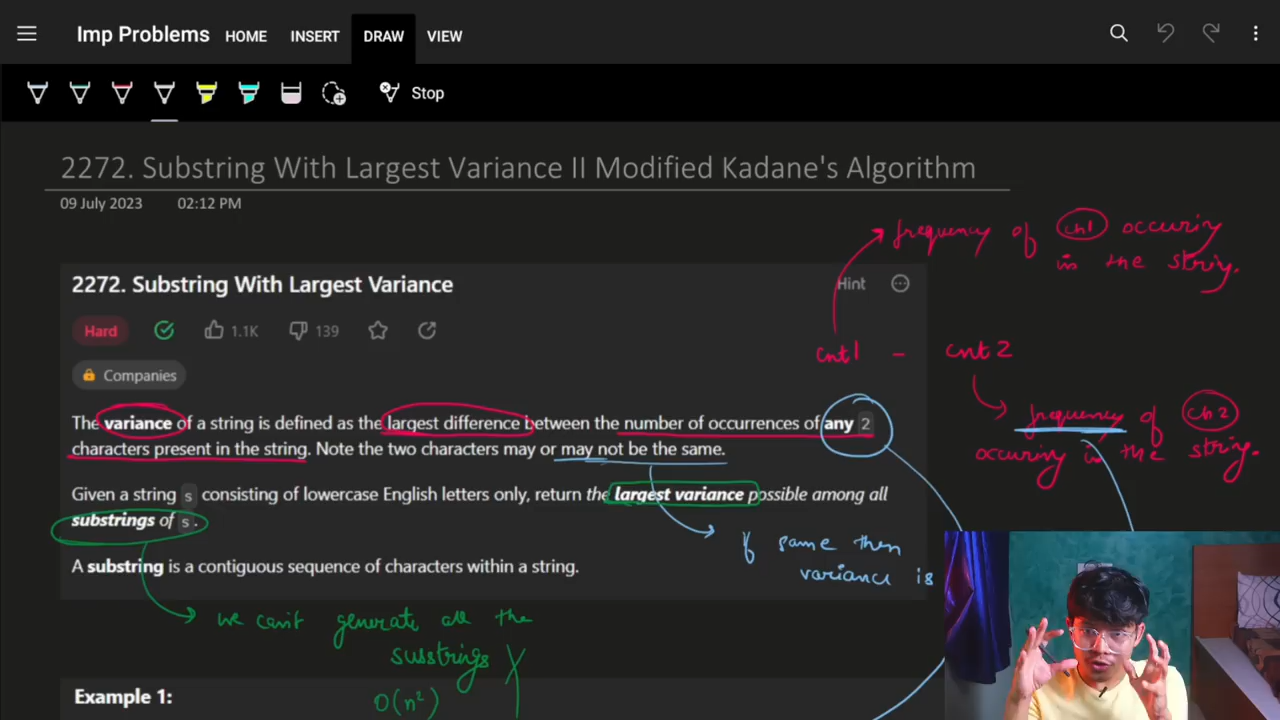 Imp Problems HOME INSERT DRAW VIEW
Stop
2272. Substring With Largest Variance II Modified Kadane's Algorithm
09 July 2023 02:12 PM
frequency of ch1 occuring
in the string.
2272. Substring With Largest Variance
Hint
Hard 1.1K 139
cnt1 - cnt2
Companies
frequency of ch2
occuring in the string.
The variance of a string is defined as the largest difference between the number of occurrences of any 2
characters present in the string. Note the two characters may or may not be the same.
Given a string s consisting of lowercase English letters only, return the largest variance possible among all
substrings of s.
If same then
variance is
A substring is a contiguous sequence of characters within a string.
we can't generate all the
susstrings X
O(n²)
Example 1: